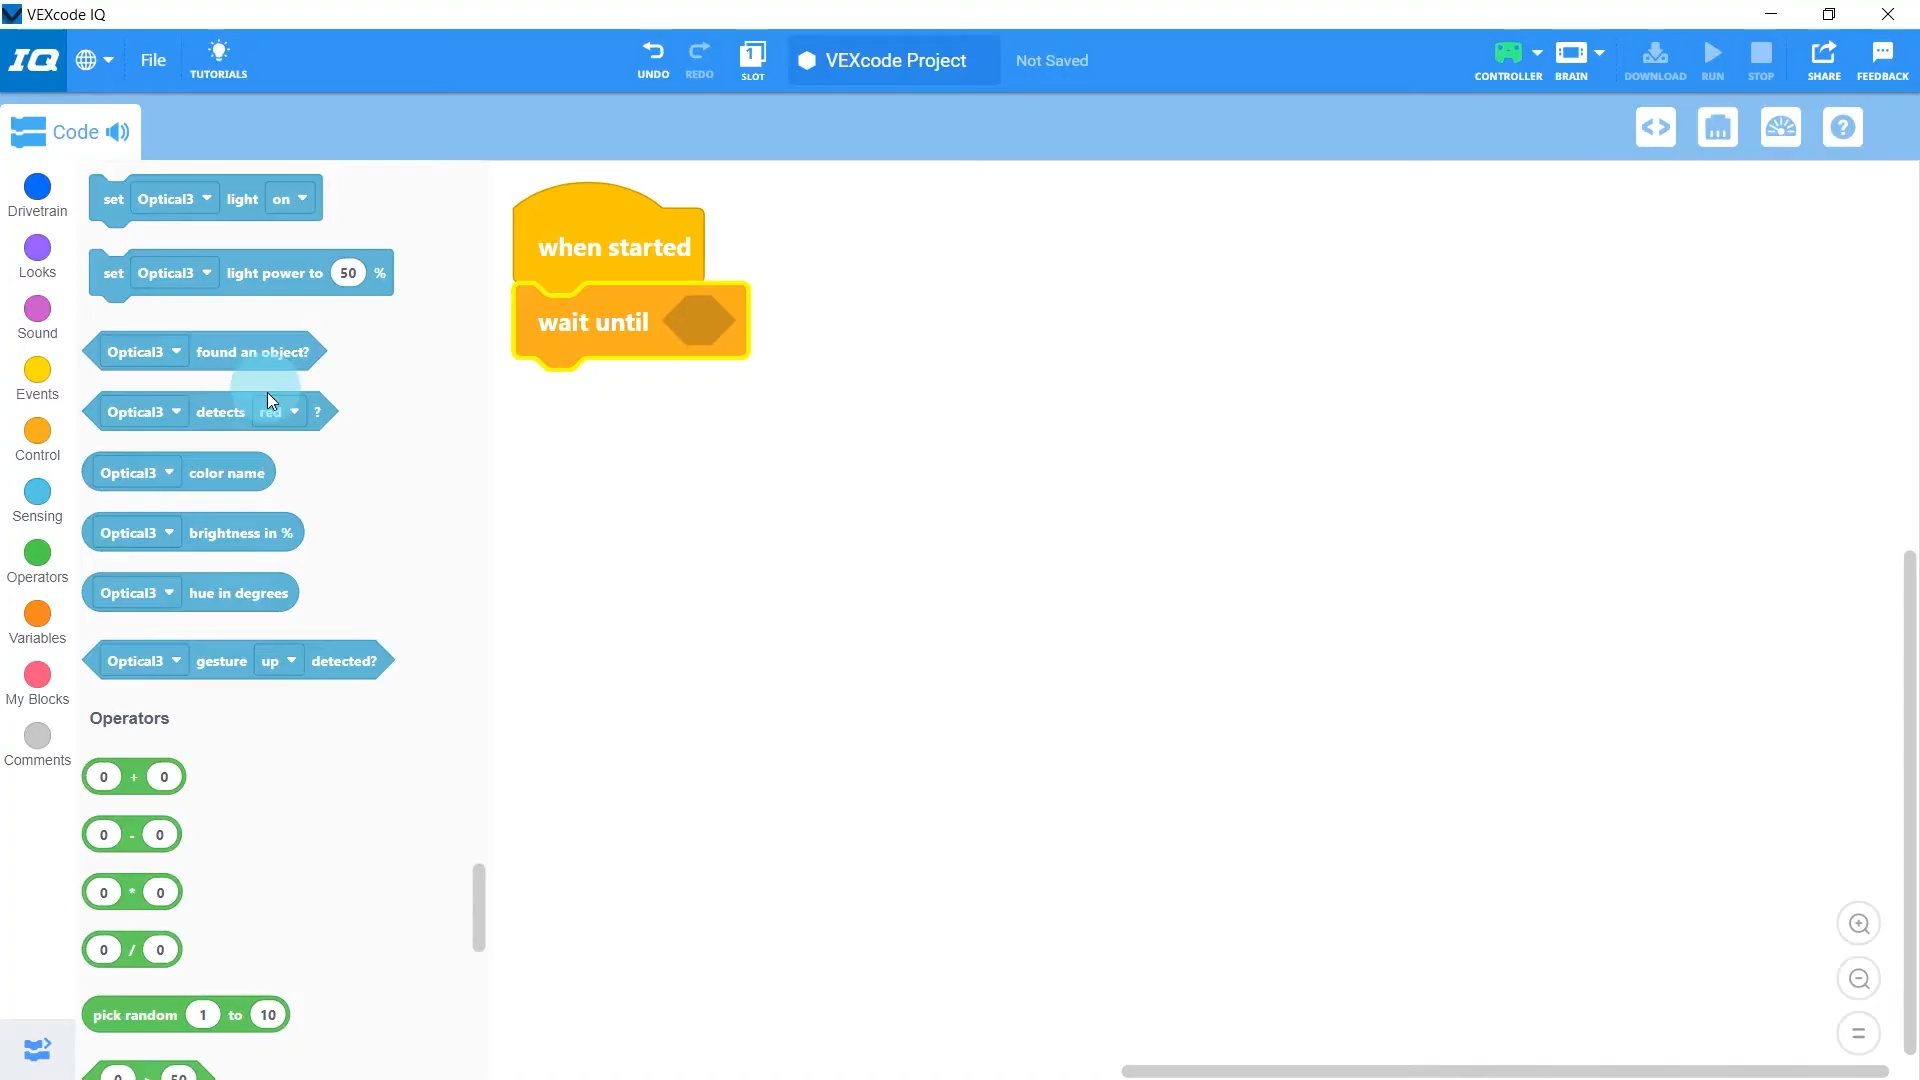 VEXcode IQ
IQ
File
TUTORIALS
UNDO
REDO
1
SLOT
VEXcode Project
Not Saved
CONTROLLER
BRAIN
DOWNLOAD
RUN
STOP
SHARE
FEEDBACK
Code
Drivetrain
Looks
Sound
Events
Control
Sensing
Operators
Variables
My Blocks
Comments
set Optical3 light on
set Optical3 light power to 50 %
Optical3 found an object?
Optical3 detects red ?
Optical3 color name
Optical3 brightness in %
Optical3 hue in degrees
Optical3 gesture up detected?
Operators
0 + 0
0 - 0
0 * 0
0 / 0
pick random 1 to 10
0 > 50
when started
wait until